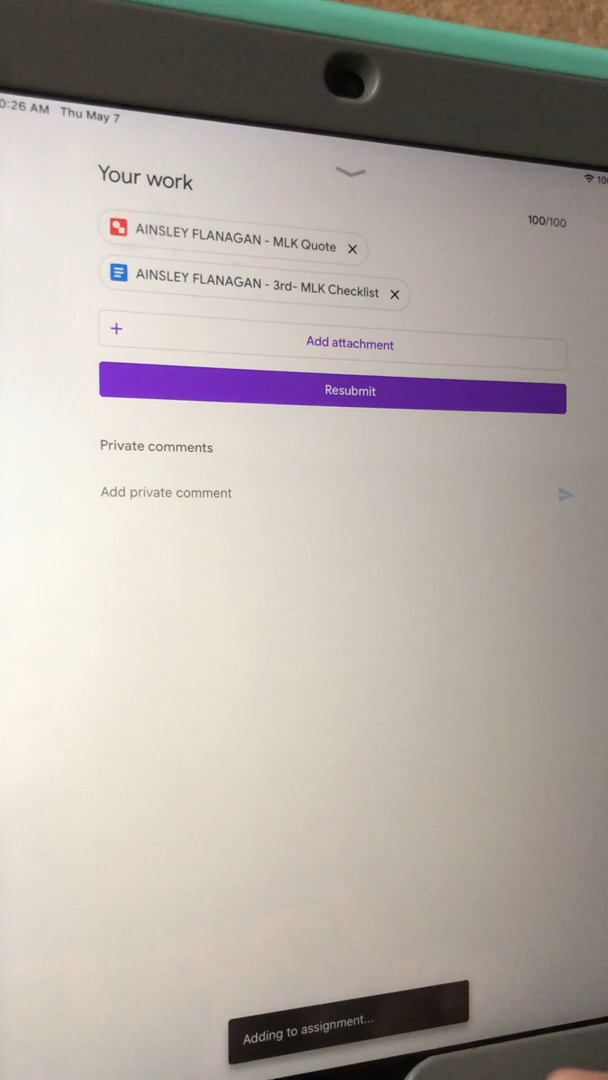 0:26 AM Thu May 7
Your work
100/100
AINSLEY FLANAGAN - MLK Quote
AINSLEY FLANAGAN - 3rd- MLK Checklist
+ Add attachment
Resubmit
Private comments
Add private comment
Adding to assignment...